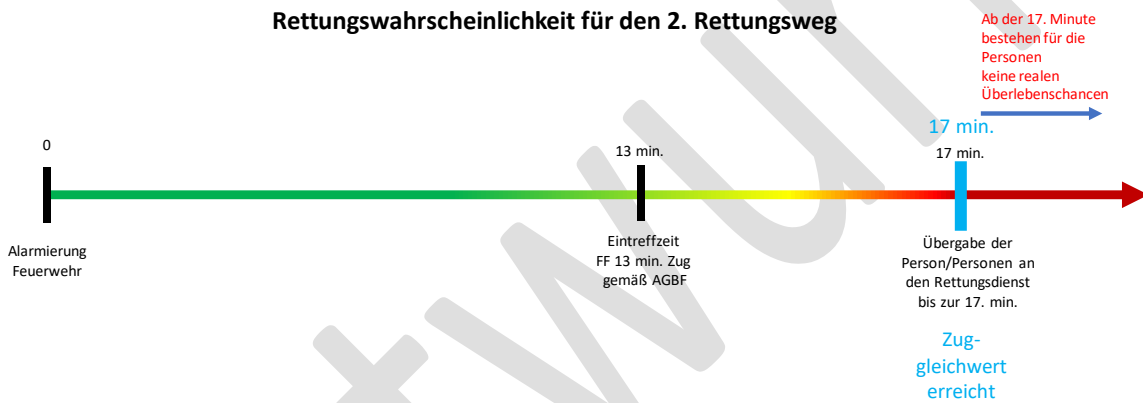 Rettungswahrscheinlichkeit für den 2. Rettungsweg
Ab der 17. Minute
bestehen für die
Personen
keine realen
Überlebenschancen
17 min.
0
13 min.
17 min.
Alarmierung
Feuerwehr
Eintreffzeit
FF 13 min. Zug
gemäß AGBF
Übergabe der
Person/Personen an
den Rettungsdienst
bis zur 17. min.
Zug-
gleichwert
erreicht